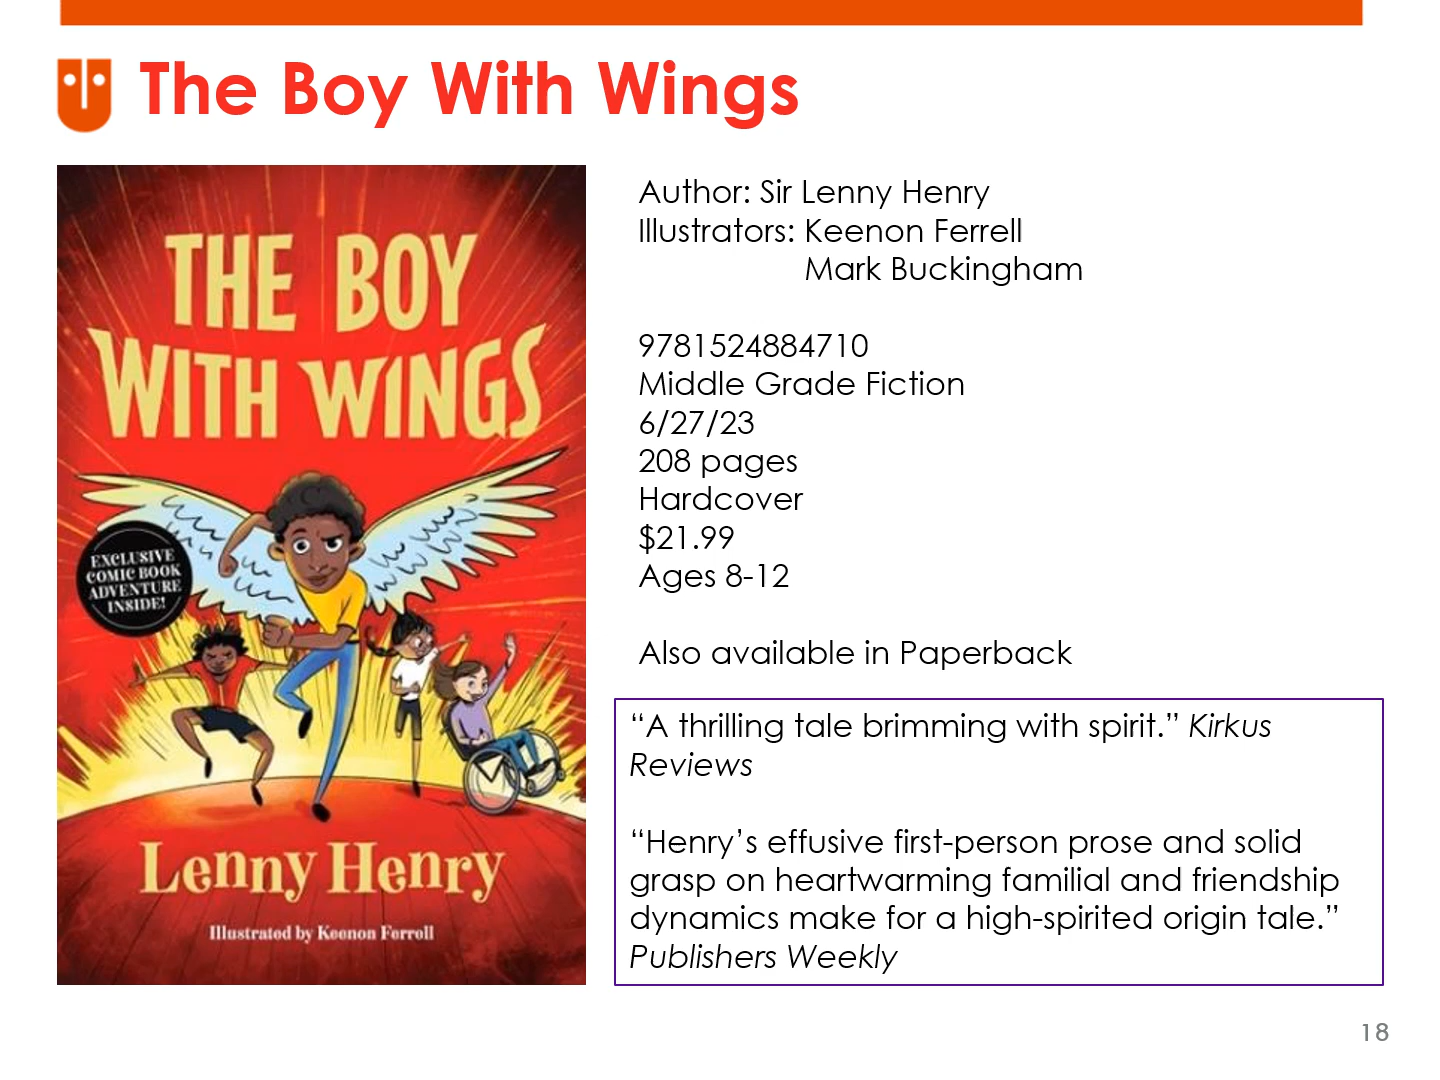 The Boy With Wings
THE BOY
WITH WINGS
EXCLUSIVE
COMIC BOOK
ADVENTURE
INSIDE!
Lenny Henry
Illustrated by Keenon Ferrell
Author: Sir Lenny Henry
Illustrators: Keenon Ferrell
Mark Buckingham
9781524884710
Middle Grade Fiction
6/27/23
208 pages
Hardcover
$21.99
Ages 8-12
Also available in Paperback
“A thrilling tale brimming with spirit.” Kirkus
Reviews
“Henry’s effusive first-person prose and solid
grasp on heartwarming familial and friendship
dynamics make for a high-spirited origin tale.”
Publishers Weekly
18